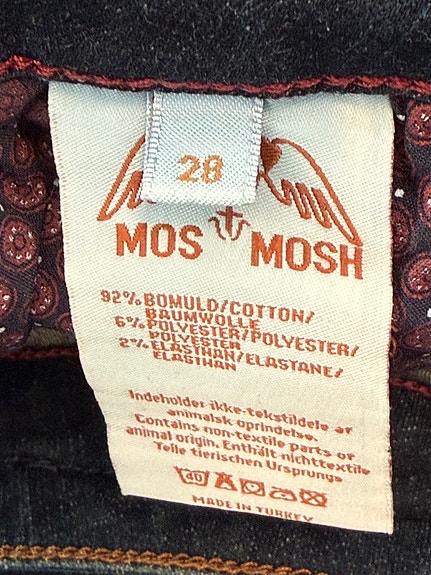 28
MOS MOSH
92% BOMULD/COTTON/
BAUMWOLLE
6% POLYESTER/POLYESTER/
POLYESTER
2% ELASTHAN/ELASTANE/
ELASTHAN
Indeholder ikke-tekstildele af
animalsk oprindelse.
Contains non-textile parts of
animal origin. Enthält nichttextile
Teile tierischen Ursprungs
40 A
MADE IN TURKEY